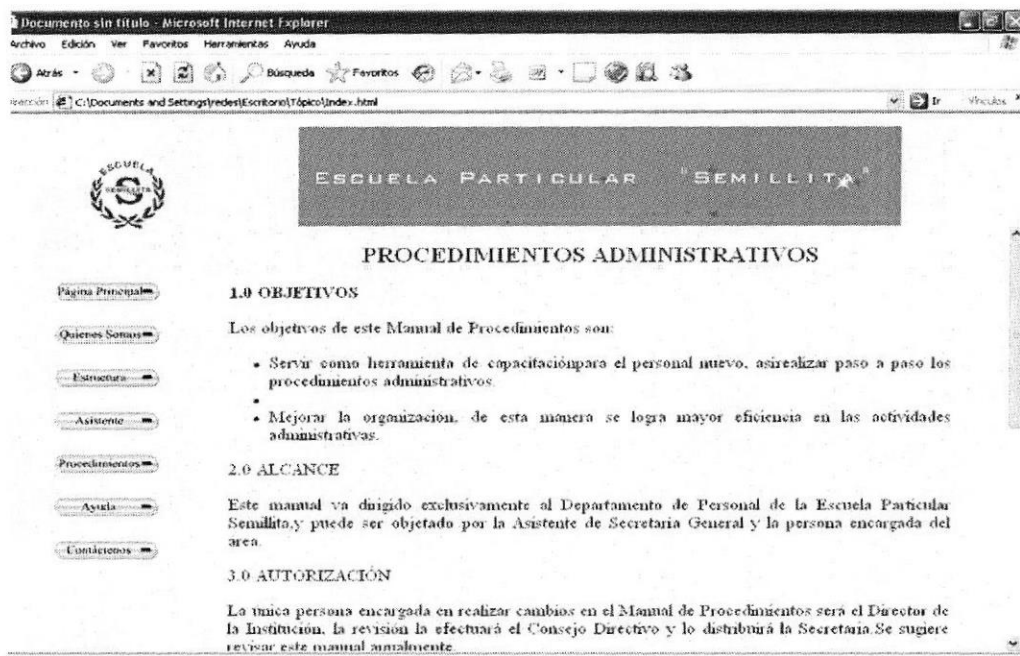 Documento sin título - Microsoft Internet Explorer
Archivo Edición Ver Favoritos Herramientas Ayuda
Atrás Búsqueda Favoritos
C:\Documents and Settings\redes\Escritorio\Tópico\Index.html Ir Vínculos
ESCUELA
SEMILLITA
S
ESCUELA PARTICULAR "SEMILLITA"
PROCEDIMIENTOS ADMINISTRATIVOS
Página Principal
Quienes Somos
Estructura
Asistente
Procedimientos
Ayuda
Contáctenos
1.0 OBJETIVOS
Los objetivos de este Manual de Procedimientos son:
Servir como herramienta de capacitaciónpara el personal nuevo, asirealizar paso a paso los
procedimientos administrativos.
Mejorar la organización, de esta manera se logra mayor eficiencia en las actividades
administrativas.
2.0 ALCANCE
Este manual va dirigido exclusivamente al Departamento de Personal de la Escuela Particular
Semillita,y puede ser objetado por la Asistente de Secretaria General y la persona encargada del
area.
3.0 AUTORIZACIÓN
La unica persona encargada en realizar cambios en el Manual de Procedimientos será el Director de
la Institución, la revisión la efectuará el Consejo Directivo y lo distribuirá la Secretaria.Se sugiere
revisar este manual anualmente.